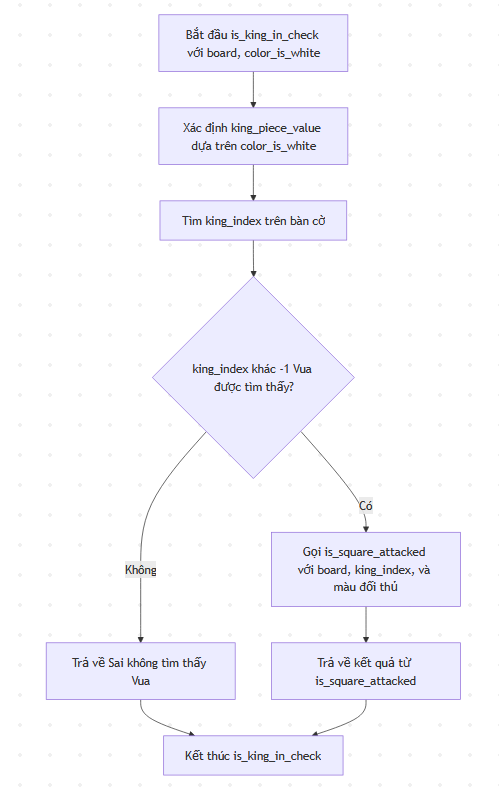 Bắt đầu is_king_in_check
với board, color_is_white
Xác định king_piece_value
dựa trên color_is_white
Tìm king_index trên bàn cờ
king_index khác -1 Vua
được tìm thấy?
Có
Gọi is_square_attacked
với board, king_index, và
màu đối thủ
Không
Trả về Sai không tìm thấy
Vua
Trả về kết quả từ
is_square_attacked
Kết thúc is_king_in_check